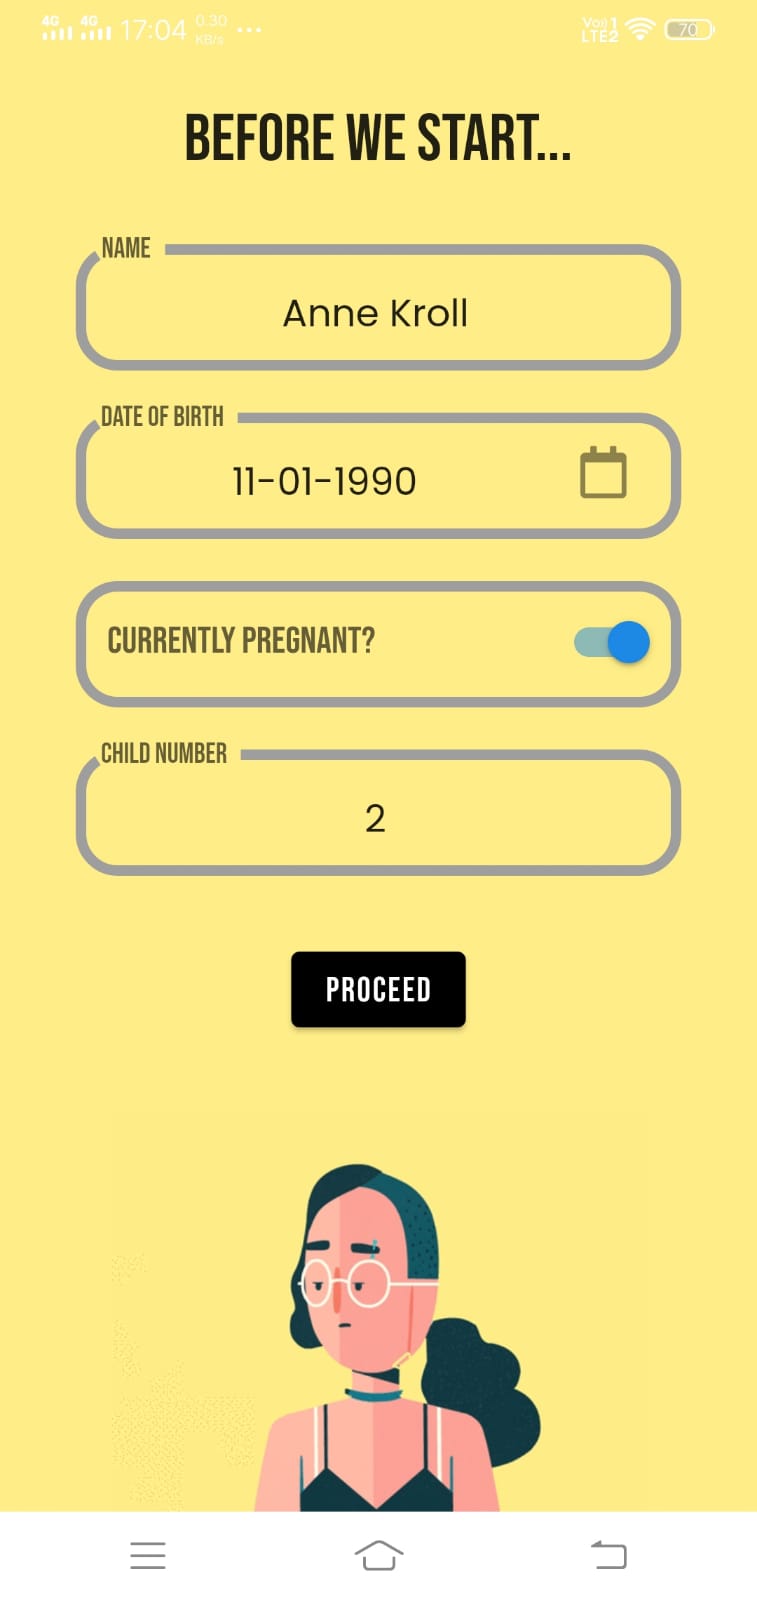 4G 4G 17:04 0.30 KB/s ... Vo)) 1 LTE2 70
BEFORE WE START...
NAME
Anne Kroll
DATE OF BIRTH
11-01-1990
CURRENTLY PREGNANT?
CHILD NUMBER
2
PROCEED